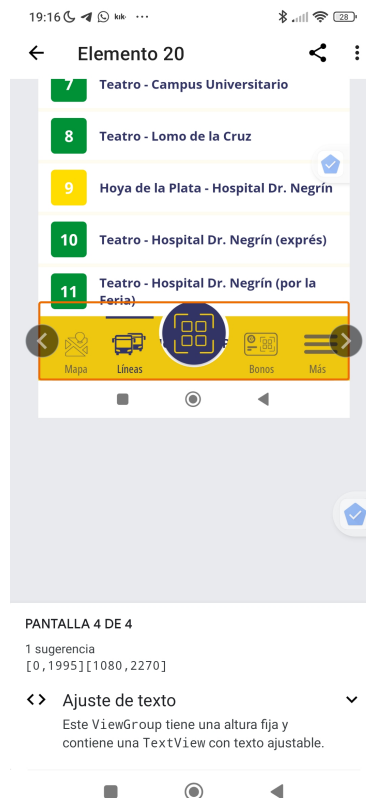 19:16 kik ···
28
Elemento 20
7 Teatro - Campus Universitario
8 Teatro - Lomo de la Cruz
9 Hoya de la Plata - Hospital Dr. Negrín
10 Teatro - Hospital Dr. Negrín (exprés)
11 Teatro - Hospital Dr. Negrín (por la
Feria)
Mapa Líneas Bonos Más
PANTALLA 4 DE 4
1 sugerencia
[0,1995][1080,2270]
Ajuste de texto
Este ViewGroup tiene una altura fija y
contiene una TextView con texto ajustable.